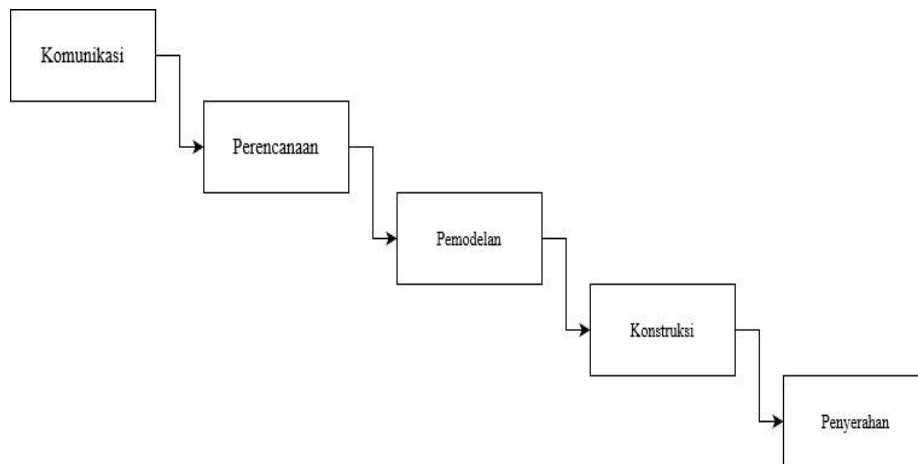 Komunikasi
Perencanaan
Pemodelan
Konstruksi
Penyerahan